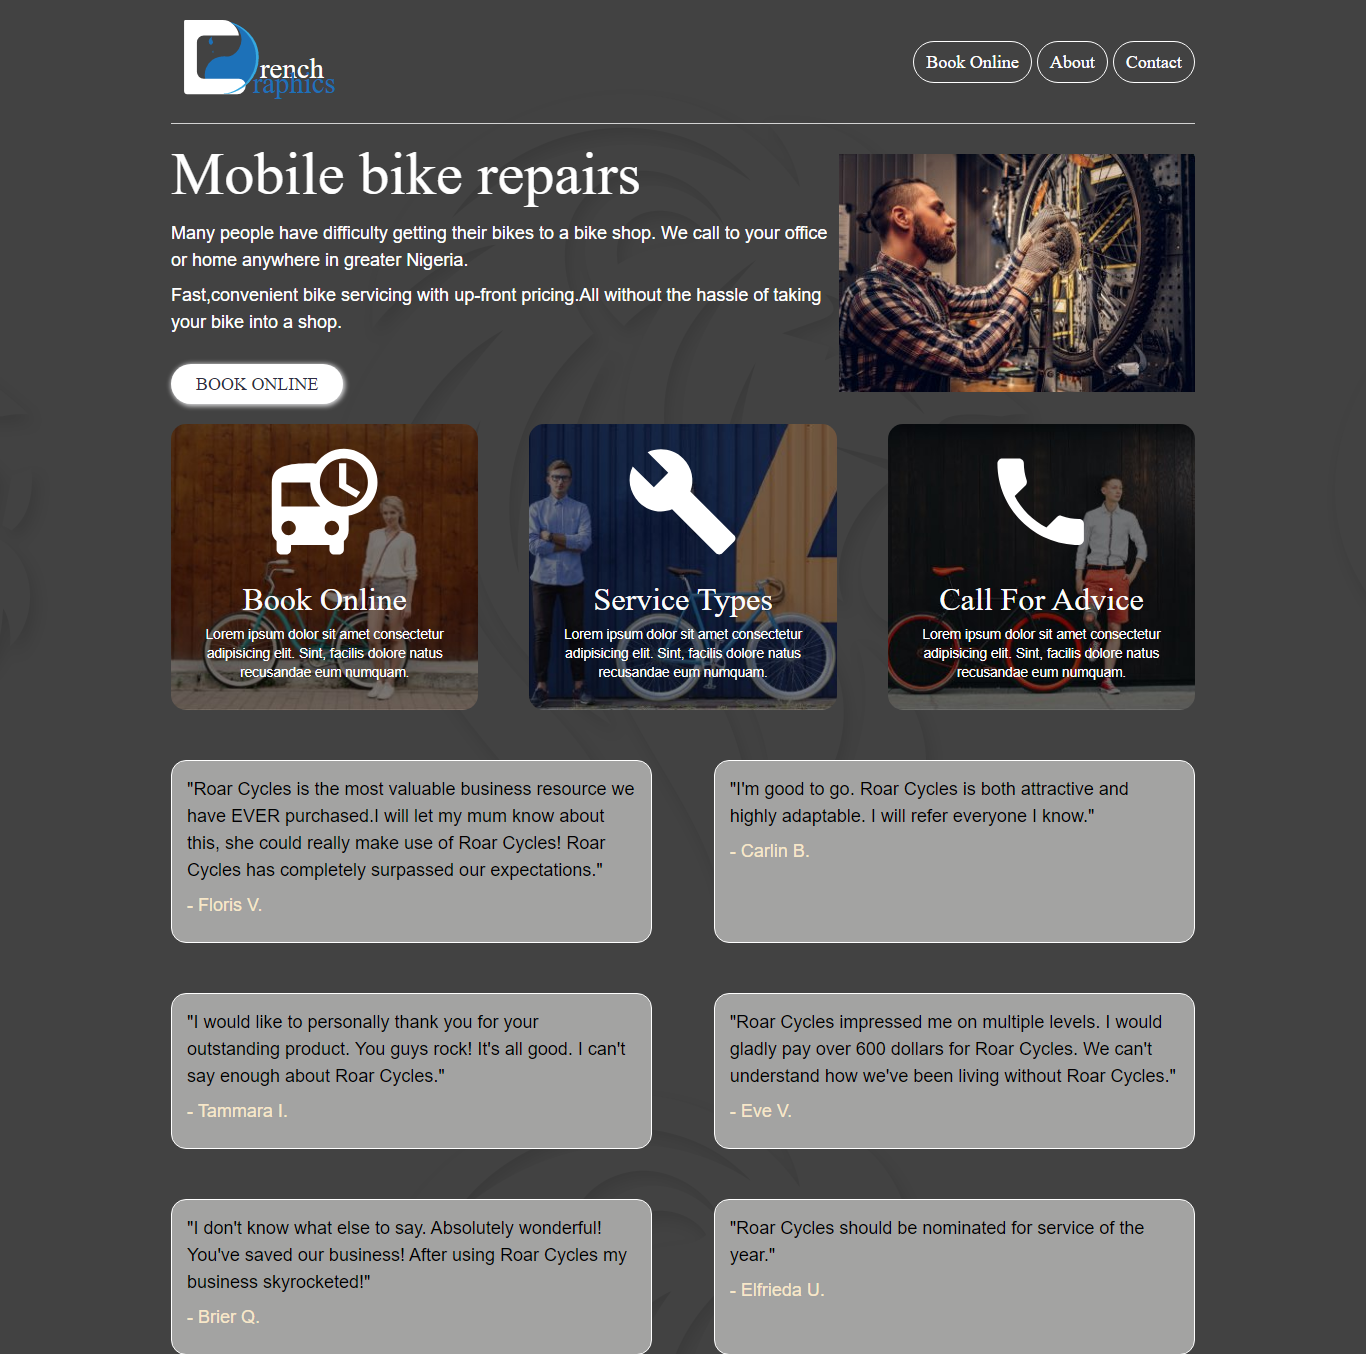 rench
raphics
Book Online
About
Contact
Mobile bike repairs
Many people have difficulty getting their bikes to a bike shop. We call to your office
or home anywhere in greater Nigeria.
Fast,convenient bike servicing with up-front pricing.All without the hassle of taking
your bike into a shop.
BOOK ONLINE
Book Online
Lorem ipsum dolor sit amet consectetur
adipisicing elit. Sint, facilis dolore natus
recusandae eum numquam.
Service Types
Lorem ipsum dolor sit amet consectetur
adipisicing elit. Sint, facilis dolore natus
recusandae eum numquam.
Call For Advice
Lorem ipsum dolor sit amet consectetur
adipisicing elit. Sint, facilis dolore natus
recusandae eum numquam.
"Roar Cycles is the most valuable business resource we
have EVER purchased.I will let my mum know about
this, she could really make use of Roar Cycles! Roar
Cycles has completely surpassed our expectations."
- Floris V.
"I'm good to go. Roar Cycles is both attractive and
highly adaptable. I will refer everyone I know."
- Carlin B.
"I would like to personally thank you for your
outstanding product. You guys rock! It's all good. I can't
say enough about Roar Cycles."
- Tammara I.
"Roar Cycles impressed me on multiple levels. I would
gladly pay over 600 dollars for Roar Cycles. We can't
understand how we've been living without Roar Cycles."
- Eve V.
"I don't know what else to say. Absolutely wonderful!
You've saved our business! After using Roar Cycles my
business skyrocketed!"
- Brier Q.
"Roar Cycles should be nominated for service of the
year."
- Elfrieda U.